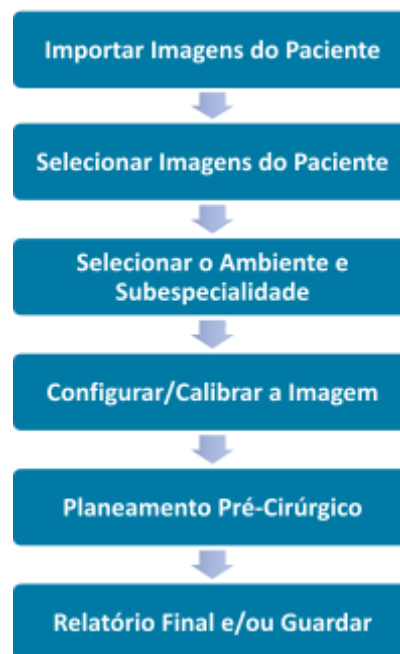 Importar Imagens do Paciente
Selecionar Imagens do Paciente
Selecionar o Ambiente e
Subespecialidade
Configurar/Calibrar a Imagem
Planeamento Pré-Cirúrgico
Relatório Final e/ou Guardar